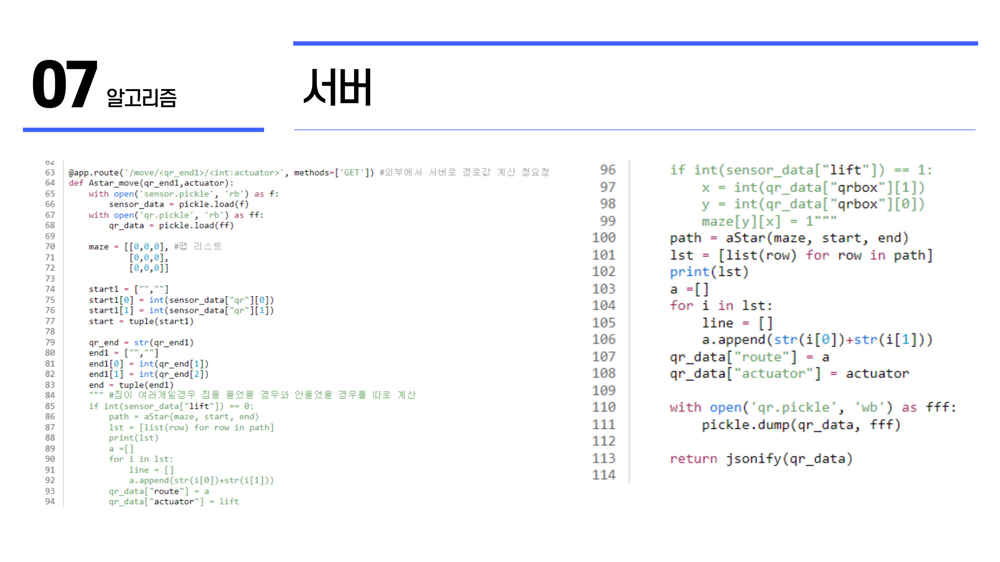 07 알고리즘
서버
62
63 @app.route('/move/<qr_end1>/<int:actuator>', methods=['GET']) #외부에서 서버로 경로값 계산 청요청
64 def Astar_move(qr_end1,actuator):
65     with open('sensor.pickle', 'rb') as f:
66         sensor_data = pickle.load(f)
67     with open('qr.pickle', 'rb') as ff:
68         qr_data = pickle.load(ff)
69
70     maze = [[0,0,0], #맵 리스트
71             [0,0,0],
72             [0,0,0]]
73
74     start1 = ["",""]
75     start1[0] = int(sensor_data["qr"][0])
76     start1[1] = int(sensor_data["qr"][1])
77     start = tuple(start1)
78
79     qr_end = str(qr_end1)
80     end1 = ["",""]
81     end1[0] = int(qr_end[1])
82     end1[1] = int(qr_end[2])
83     end = tuple(end1)
84     """ #짐이 여러개일경우 짐을 들었을 경우와 안들었을 경우를 따로 계산
85     if int(sensor_data["lift"]) == 0:
86         path = aStar(maze, start, end)
87         lst = [list(row) for row in path]
88         print(lst)
89         a =[]
90         for i in lst:
91             line = []
92             a.append(str(i[0])+str(i[1]))
93         qr_data["route"] = a
94         qr_data["actuator"] = lift
96     if int(sensor_data["lift"]) == 1:
97         x = int(qr_data["qrbox"][1])
98         y = int(qr_data["qrbox"][0])
99         maze[y][x] = 1"""
100     path = aStar(maze, start, end)
101     lst = [list(row) for row in path]
102     print(lst)
103     a =[]
104     for i in lst:
105         line = []
106         a.append(str(i[0])+str(i[1]))
107     qr_data["route"] = a
108     qr_data["actuator"] = actuator
109
110     with open('qr.pickle', 'wb') as fff:
111         pickle.dump(qr_data, fff)
112
113     return jsonify(qr_data)
114